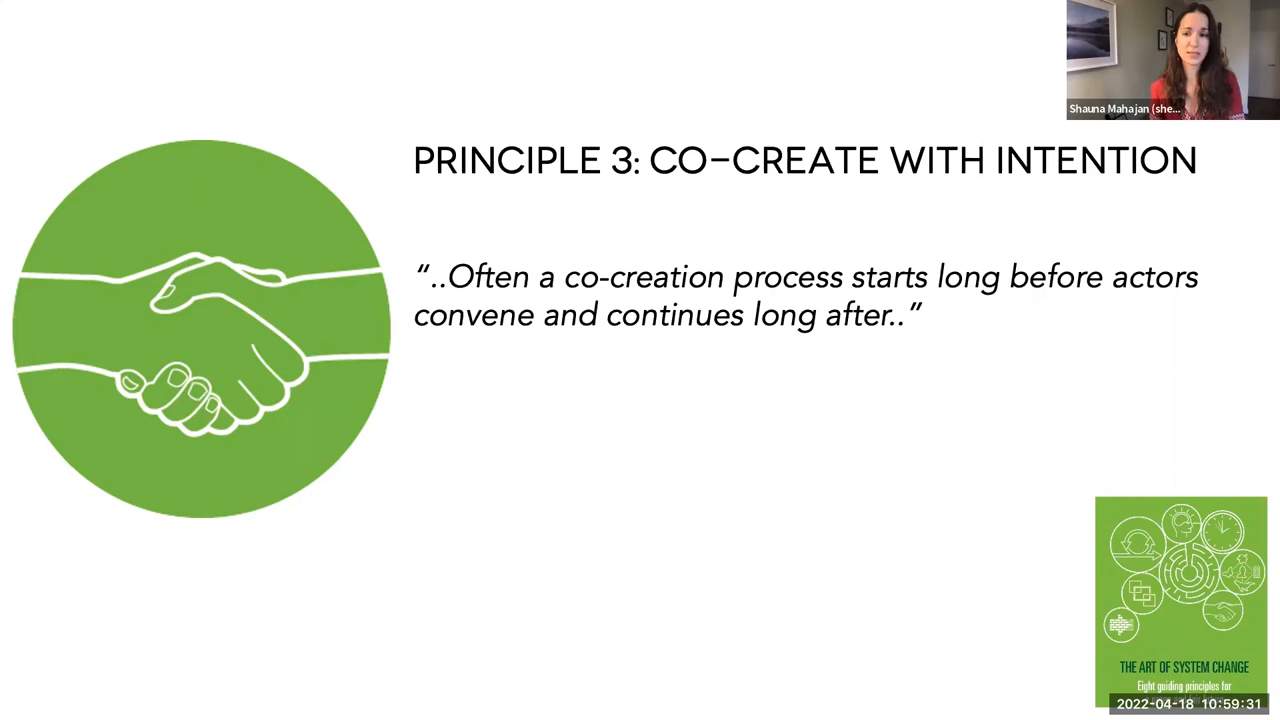 Shauna Mahajan (she...
PRINCIPLE 3: CO-CREATE WITH INTENTION
“..Often a co-creation process starts long before actors
convene and continues long after..”
THE ART OF SYSTEM CHANGE
Eight guiding principles for
2022-04-18 10:59:31